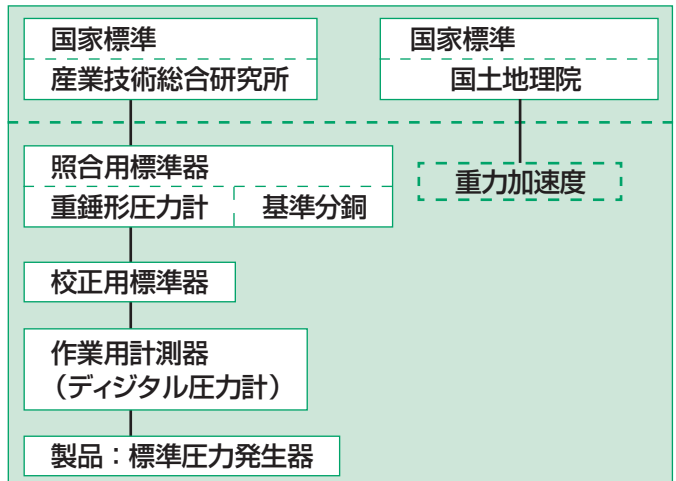 国家標準
産業技術総合研究所
国家標準
国土地理院
照合用標準器
重錘形圧力計
基準分銅
重力加速度
校正用標準器
作業用計測器
（ディジタル圧力計）
製品：標準圧力発生器